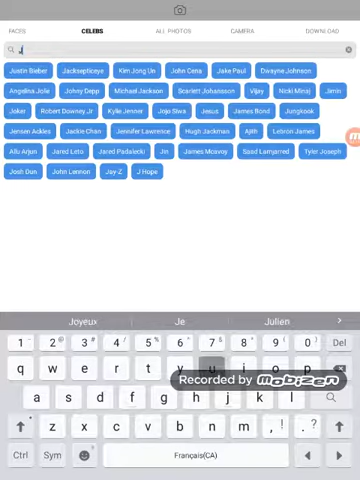 FACES CELEBS ALL PHOTOS CAMERA DOWNLOAD
J
Justin Bieber Jacksepticeye Kim Jong Un John Cena Jake Paul Dwayne Johnson
Angelina Jolie Johny Depp Michael Jackson Scarlett Johansson Vijay Nicki Minaj Jimin
Joker Robert Downey Jr Kylie Jenner Jojo Siwa Jesus James Bond Jungkook
Jensen Ackles Jackie Chan Jennifer Lawrence Hugh Jackman Ajith Lebron James
Allu Arjun Jared Leto Jared Padalecki Jin James Mcavoy Saad Lamjarred Tyler Joseph
Josh Dun John Lennon Jay-Z J Hope
Joyeux Je Julien >
1 - 2 @ 3 # 4 / 5 % 6 ^ 7 & 8 * 9 ( 0 ) Del
q w e r t y u i o p
Recorded by mobizen
a s d f g h j k l
z x c v b n m , ! . ?
Ctrl Sym Français(CA)